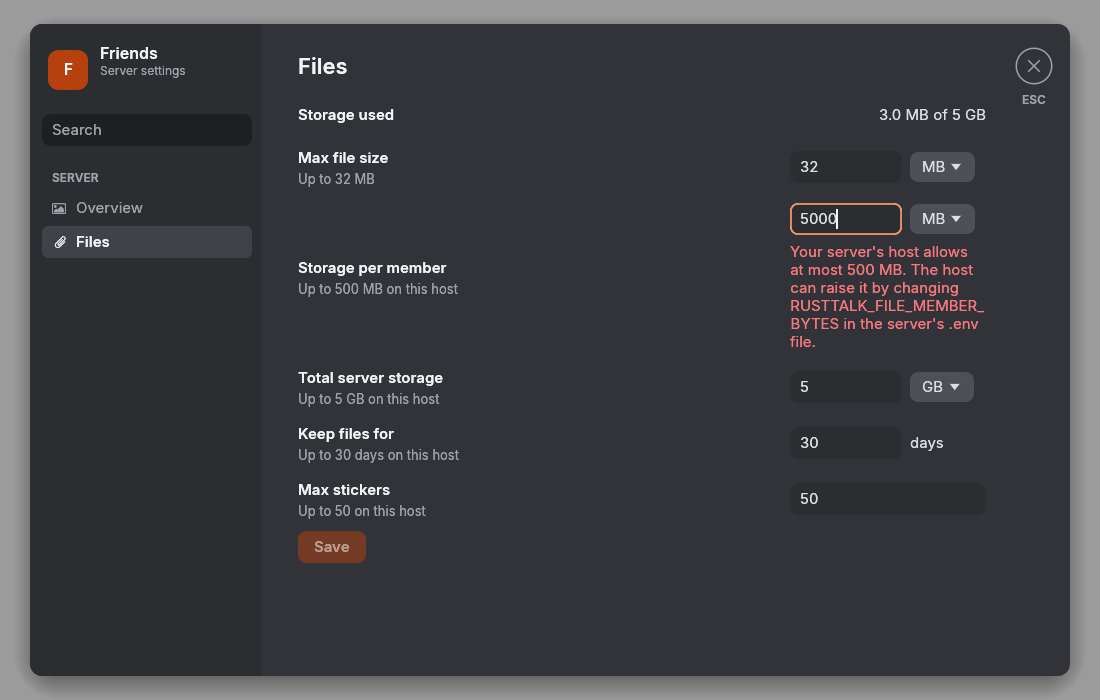 F
Friends
Server settings
Search
SERVER
Overview
Files
Files
ESC
Storage used
3.0 MB of 5 GB
Max file size
Up to 32 MB
32
MB
Storage per member
Up to 500 MB on this host
5000
MB
Your server's host allows
at most 500 MB. The host
can raise it by changing
RUSTTALK_FILE_MEMBER_
BYTES in the server's .env
file.
Total server storage
Up to 5 GB on this host
5
GB
Keep files for
Up to 30 days on this host
30
days
Max stickers
Up to 50 on this host
50
Save